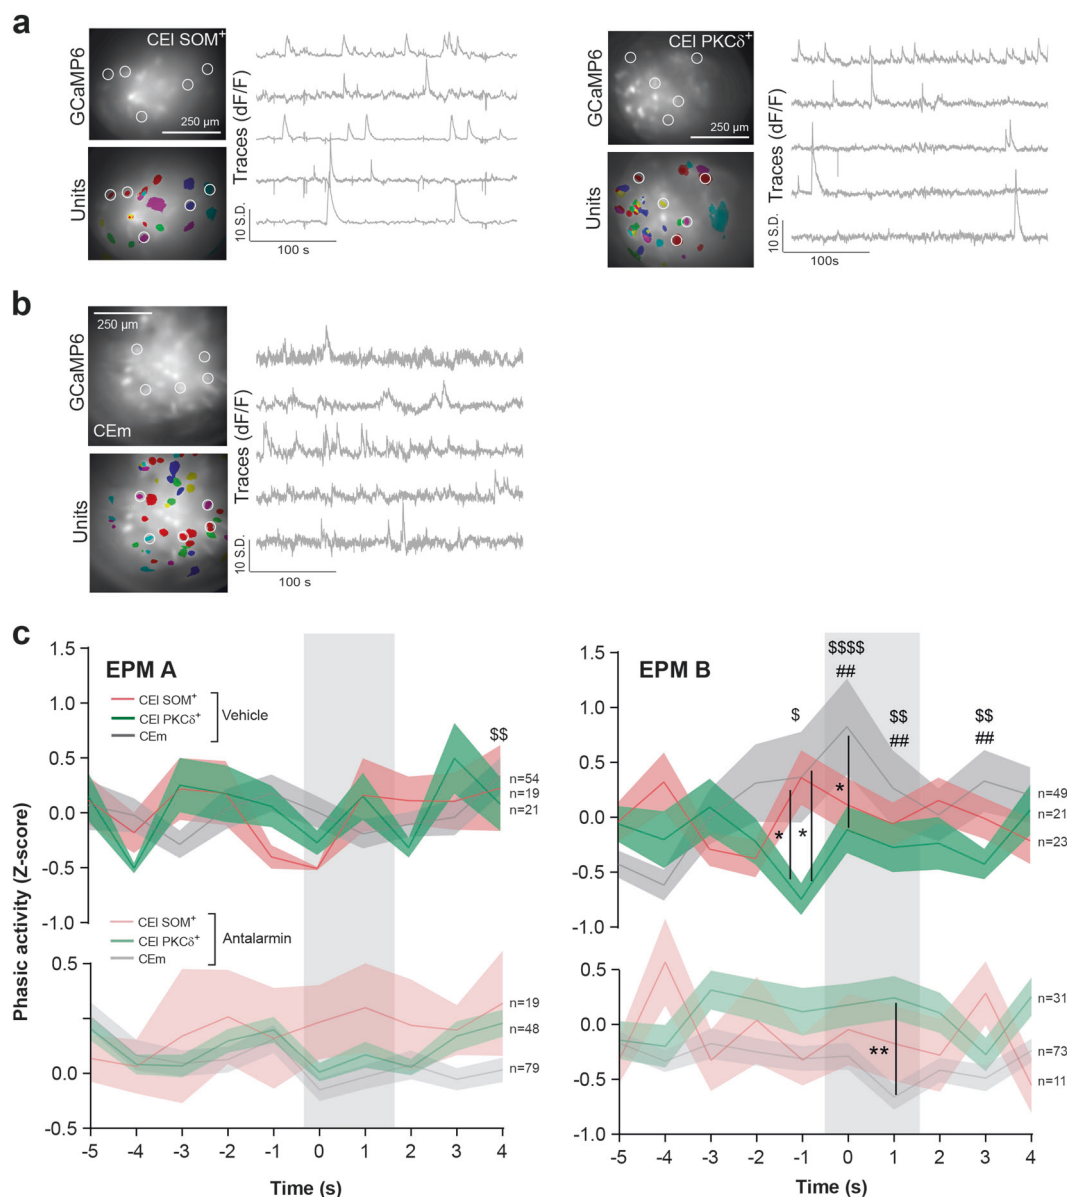 a
GCaMP6
CEl SOM+
250 µm
Units
Traces (dF/F)
10 S.D.
100 s
GCaMP6
CEl PKCδ+
250 µm
Units
Traces (dF/F)
10 S.D.
100s
b
250 µm
GCaMP6
CEm
Units
Traces (dF/F)
10 S.D.
100 s
c
Phasic activity (Z-score)
EPM A
1.5
1.0
0.5
0.0
-0.5
-1.0
CEl SOM+
CEl PKCδ+
CEm
Vehicle
$$
n=54
n=19
n=21
CEl SOM+
CEl PKCδ+
CEm
Antalarmin
0.5
0.0
-0.5
n=19
n=48
n=79
-5 -4 -3 -2 -1 0 1 2 3 4
Time (s)
EPM B
1.5
1.0
0.5
0.0
-0.5
-1.0
$
$$$$
##
$$
##
$$
##
*
*
*
n=49
n=21
n=23
0.5
0.0
-0.5
-1.0
**
n=31
n=73
n=11
-5 -4 -3 -2 -1 0 1 2 3 4
Time (s)